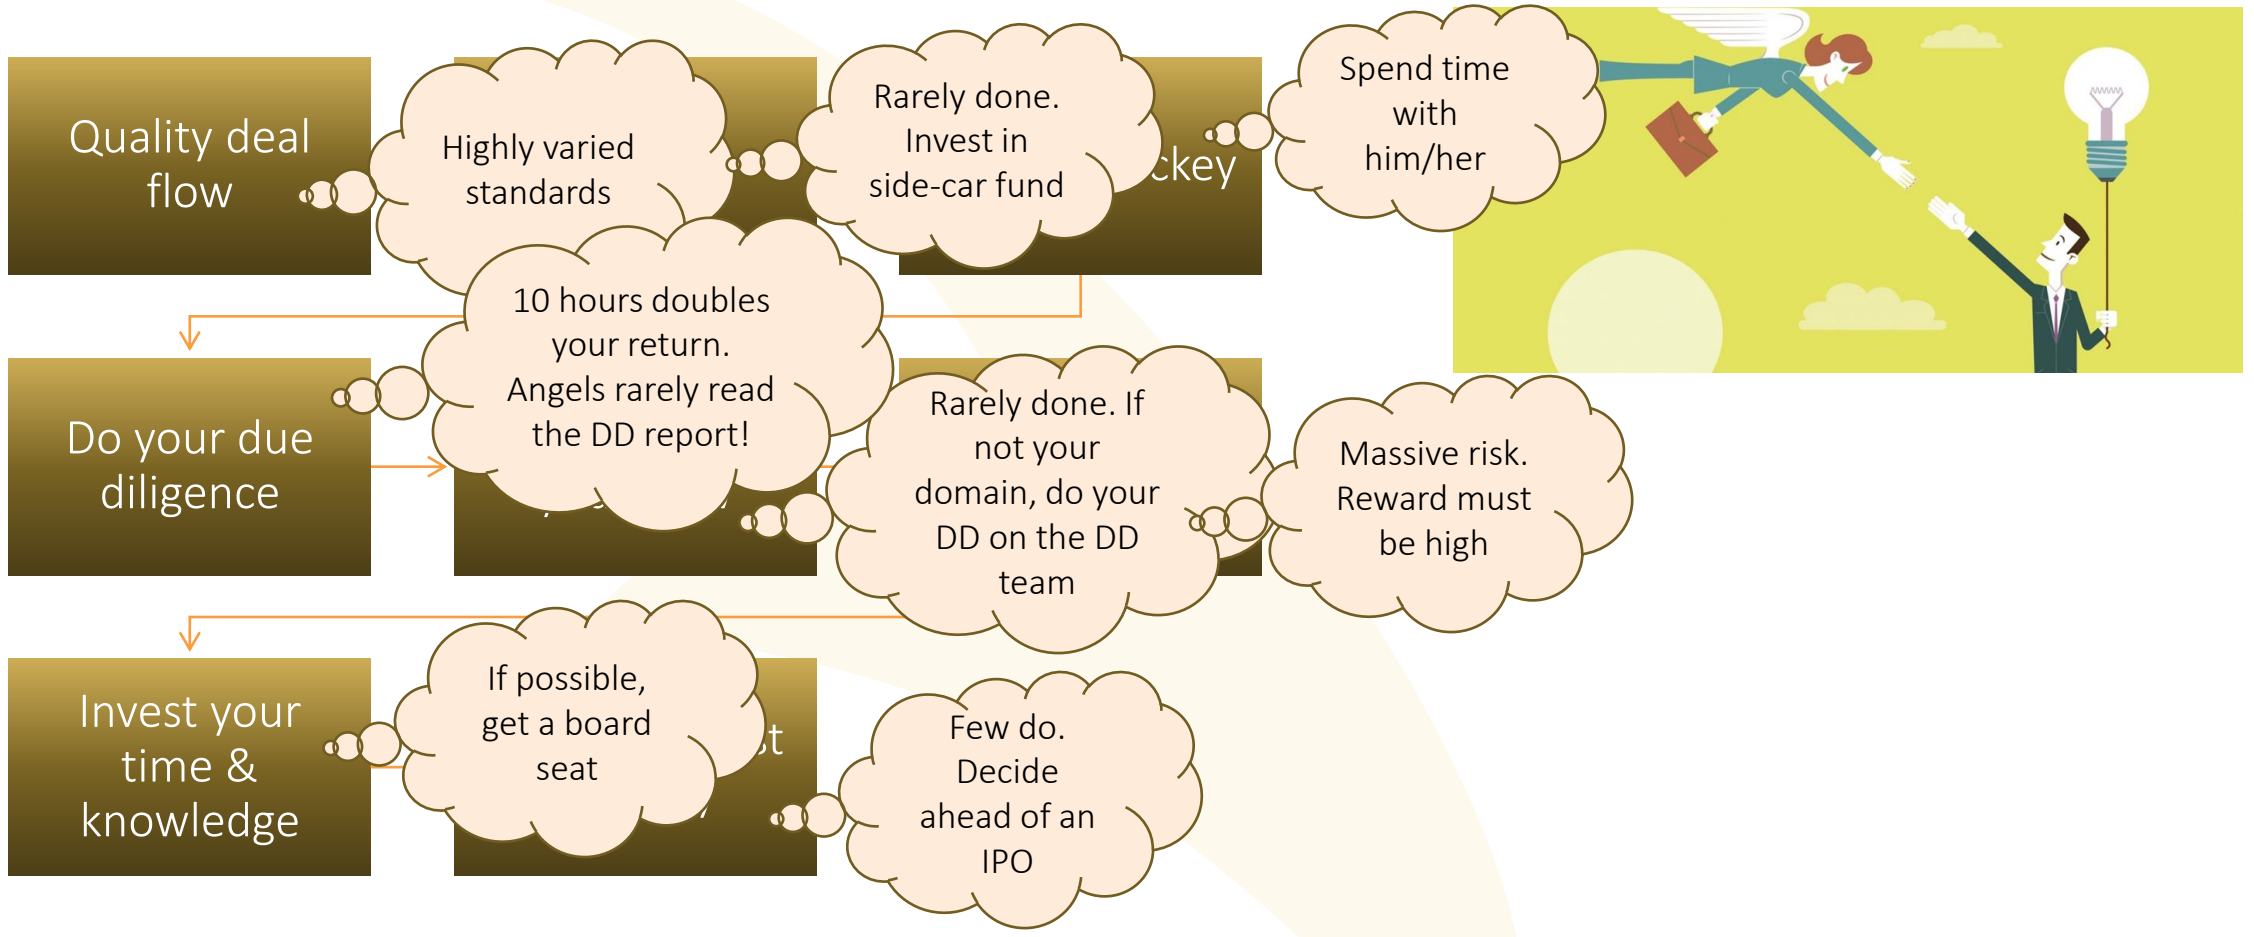 Quality deal
flow
Highly varied
standards
Rarely done.
Invest in
side-car fund
Spend time
with
him/her
Do your due
diligence
10 hours doubles
your return.
Angels rarely read
the DD report!
Rarely done. If
not your
domain, do your
DD on the DD
team
Massive risk.
Reward must
be high
Invest your
time &
knowledge
If possible,
get a board
seat
Few do.
Decide
ahead of an
IPO